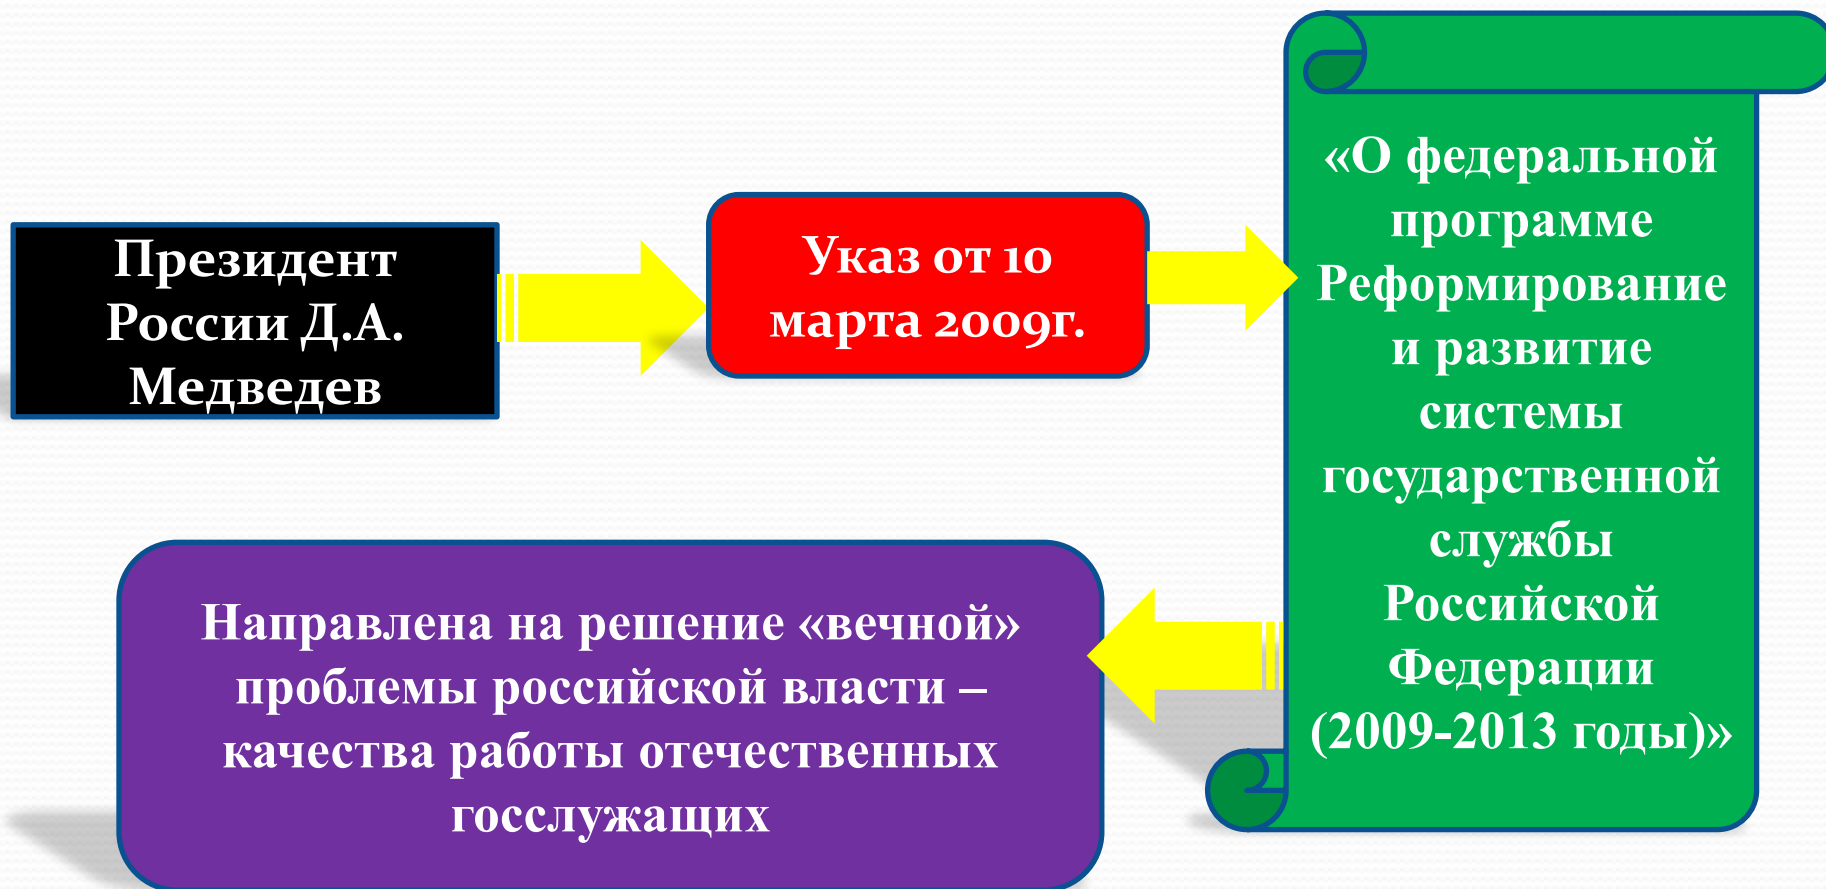 Президент
России Д.А.
Медведев
Указ от 10
марта 2009г.
«О федеральной
программе
Реформирование
и развитие
системы
государственной
службы
Российской
Федерации
(2009-2013 годы)»
Направлена на решение «вечной»
проблемы российской власти –
качества работы отечественных
госслужащих